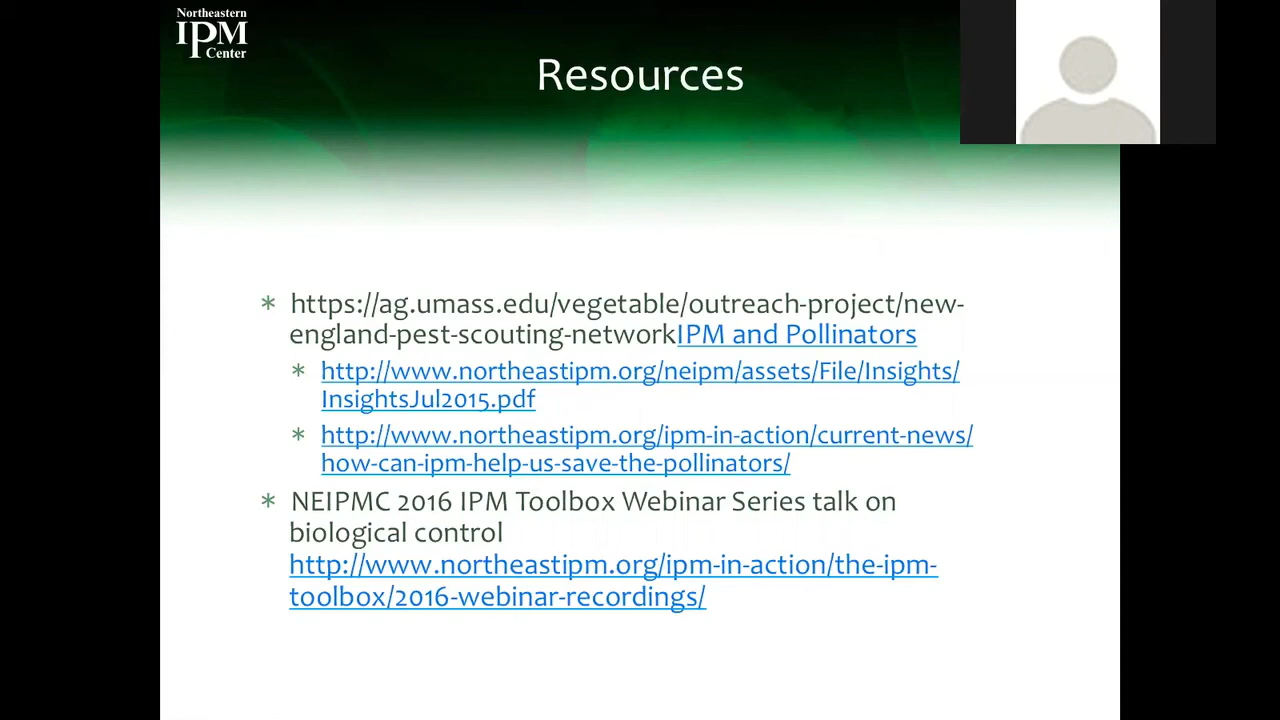 Northeastern
IPM
Center
Resources
* https://ag.umass.edu/vegetable/outreach-project/new-
england-pest-scouting-networkIPM and Pollinators
* http://www.northeastipm.org/neipm/assets/File/Insights/
InsightsJul2015.pdf
* http://www.northeastipm.org/ipm-in-action/current-news/
how-can-ipm-help-us-save-the-pollinators/
* NEIPMC 2016 IPM Toolbox Webinar Series talk on
biological control
http://www.northeastipm.org/ipm-in-action/the-ipm-
toolbox/2016-webinar-recordings/